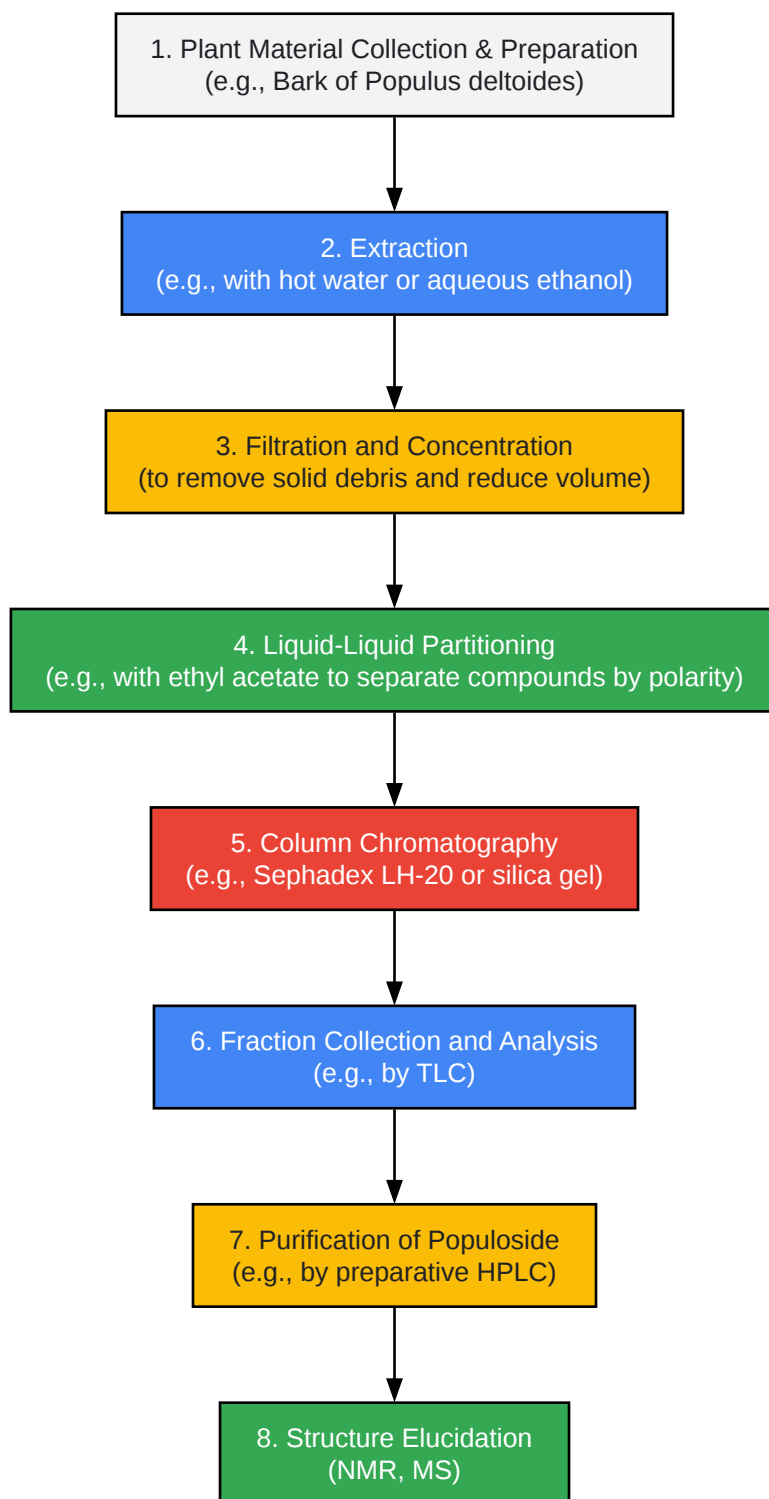 1. Plant Material Collection & Preparation
(e.g., Bark of Populus deltoides)
2. Extraction
(e.g., with hot water or aqueous ethanol)
3. Filtration and Concentration
(to remove solid debris and reduce volume)
4. Liquid-Liquid Partitioning
(e.g., with ethyl acetate to separate compounds by polarity)
5. Column Chromatography
(e.g., Sephadex LH-20 or silica gel)
6. Fraction Collection and Analysis
(e.g., by TLC)
7. Purification of Populoside
(e.g., by preparative HPLC)
8. Structure Elucidation
(NMR, MS)